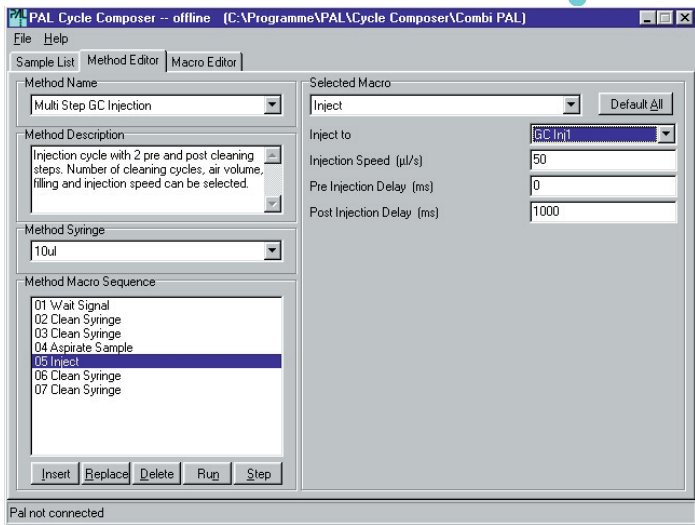 PAL Cycle Composer -- offline (C:\Programme\PAL\Cycle Composer\Combi PAL)
File Help
Sample List Method Editor Macro Editor
Method Name
Multi Step GC Injection
Method Description
Injection cycle with 2 pre and post cleaning
steps. Number of cleaning cycles, air volume,
filling and injection speed can be selected.
Method Syringe
10ul
Method Macro Sequence
01 Wait Signal
02 Clean Syringe
03 Clean Syringe
04 Aspirate Sample
05 Inject
06 Clean Syringe
07 Clean Syringe
Insert Replace Delete Run Step
Selected Macro
Inject Default All
Inject to GC Inj1
Injection Speed (µl/s) 50
Pre Injection Delay (ms) 0
Post Injection Delay (ms) 1000
Pal not connected